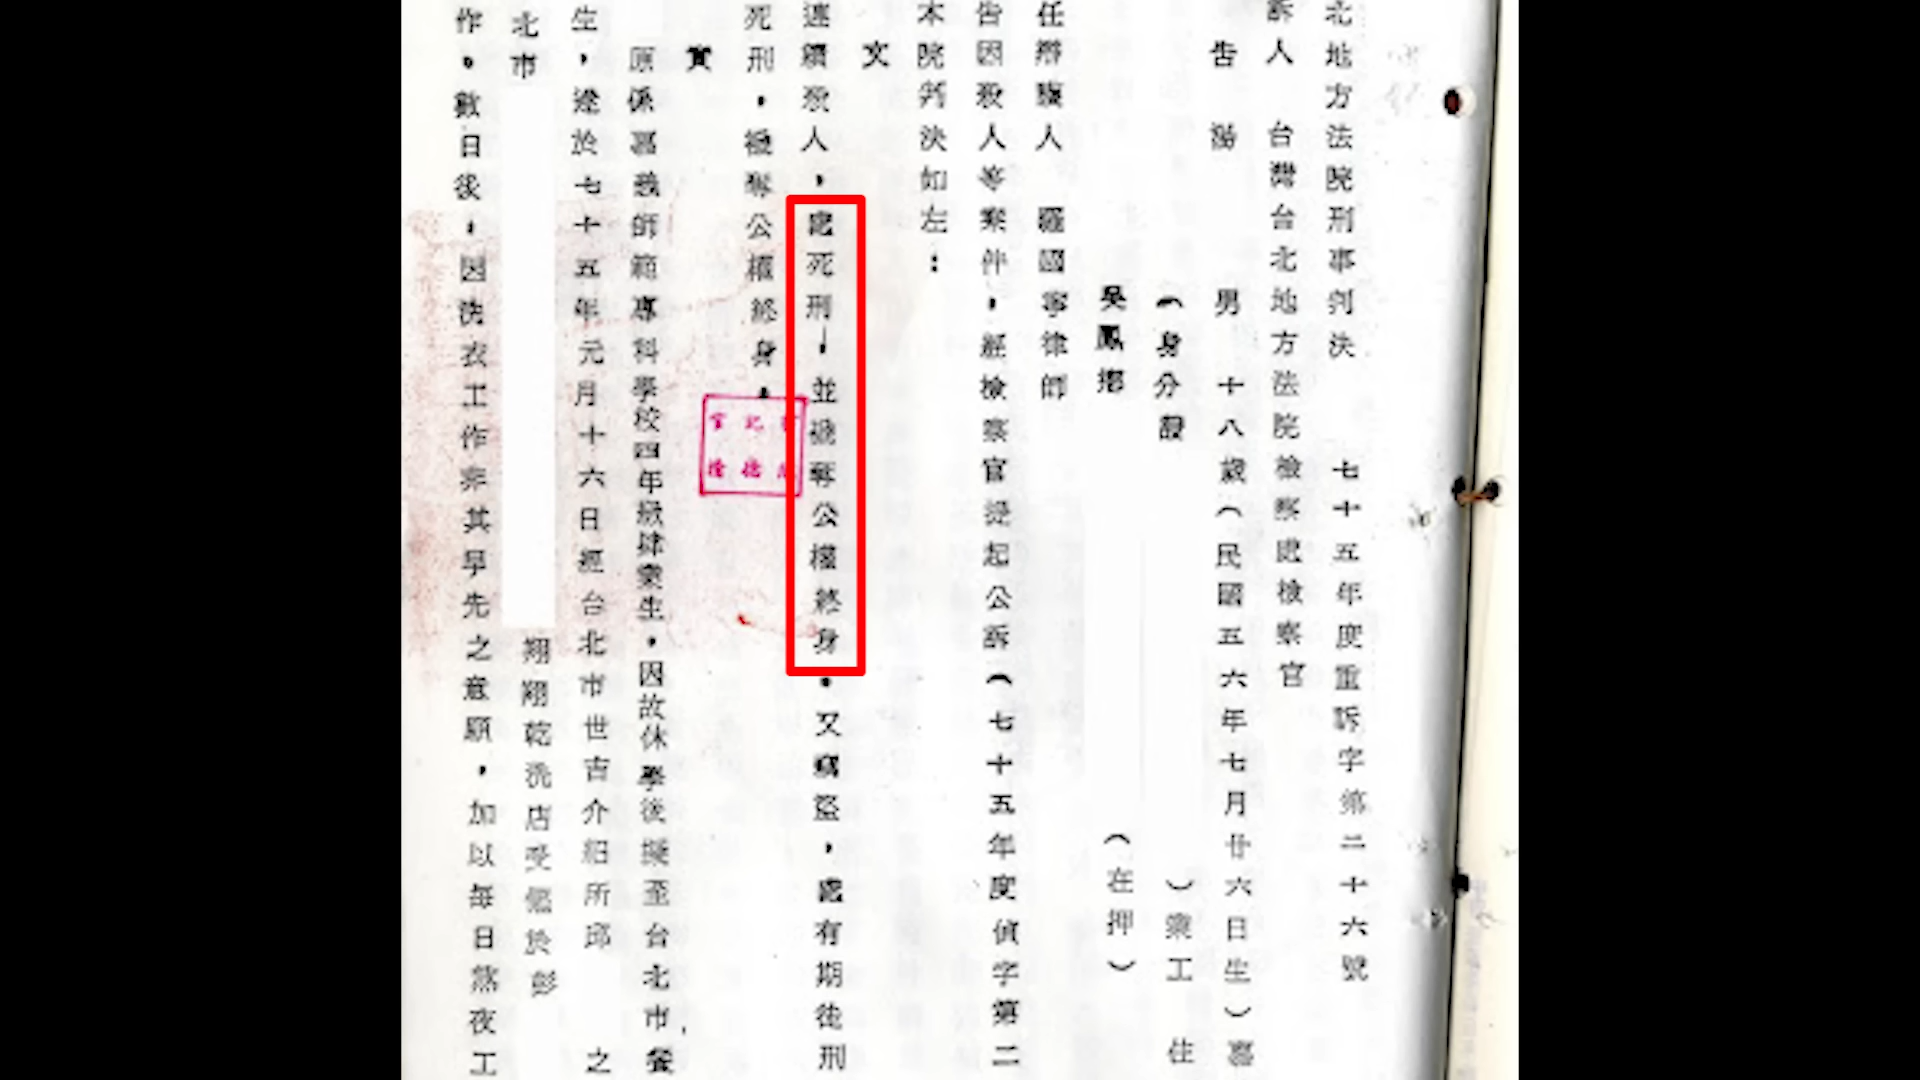 北地方法院刑事判決 七十五年度重訴字第二十六號
訴人 台灣台北地方法院檢察處檢察官
告 湯 男 十八歲（民國五六年七月廿六日生）嘉
（身分證 ）業工 住
吳鳳 （在押）
任辯護人 羅國寧律師
告因殺人等案件，經檢察官提起公訴（七十五年度偵字第二
本院判決如左：
文
連續殺人，處死刑，並褫奪公權終身。又竊盜，處有期徒刑
死刑，褫奪公權終身。
實
原係嘉義師範專科學校四年級肄業生，因故休學後擬至台北市餐
生，遂於七十五年元月十六日經台北市世吉介紹所邱 之
北市 翔翔乾洗店受僱於彭
作。數日後，因洗衣工作非其早先之意願，加以每日熬夜工